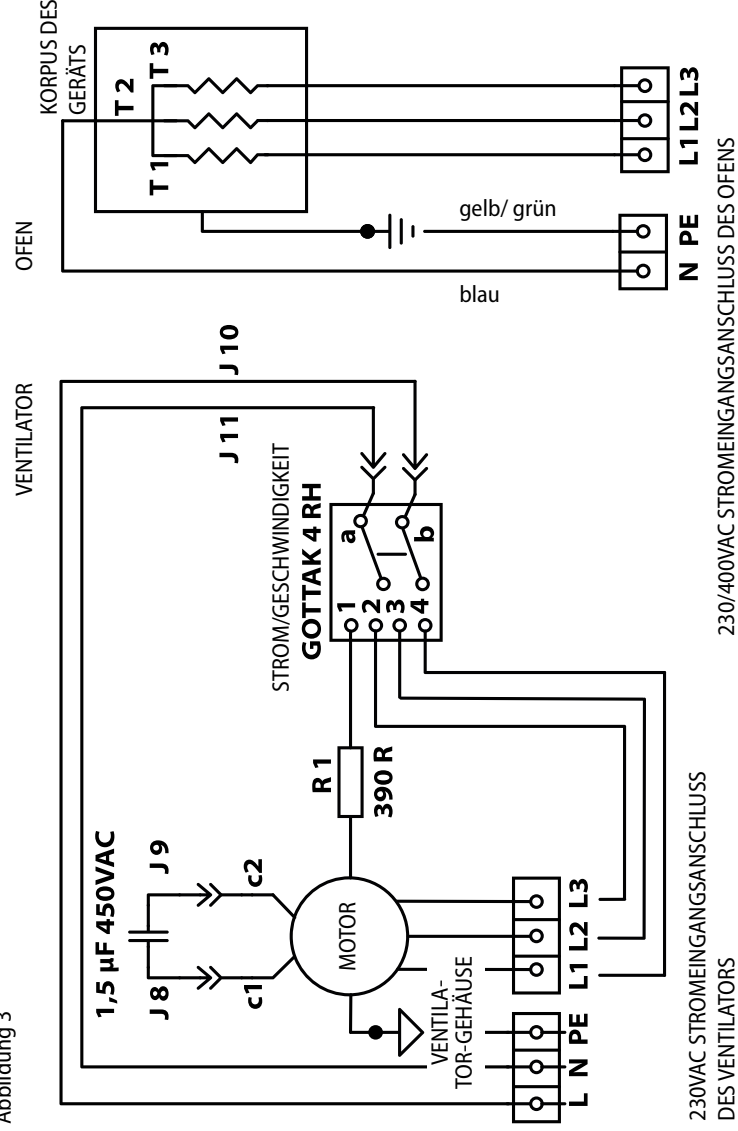 Abbildung 3
VENTILATOR
OFEN
KORPUS DES
GERÄTS
1,5 µF 450VAC
J 8
J 9
c1
c2
MOTOR
VENTILA-
TOR-GEHÄUSE
R 1
390 R
J 11
J 10
STROM/GESCHWINDIGKEIT
GOTTAK 4 RH
1
2
3
4
a
b
L N PE
L1 L2 L3
230VAC STROMEINGANGSANSCHLUSS
DES VENTILATORS
T 1
T 2
T 3
gelb/ grün
blau
N PE
L1 L2 L3
230/400VAC STROMEINGANGSANSCHLUSS DES OFENS